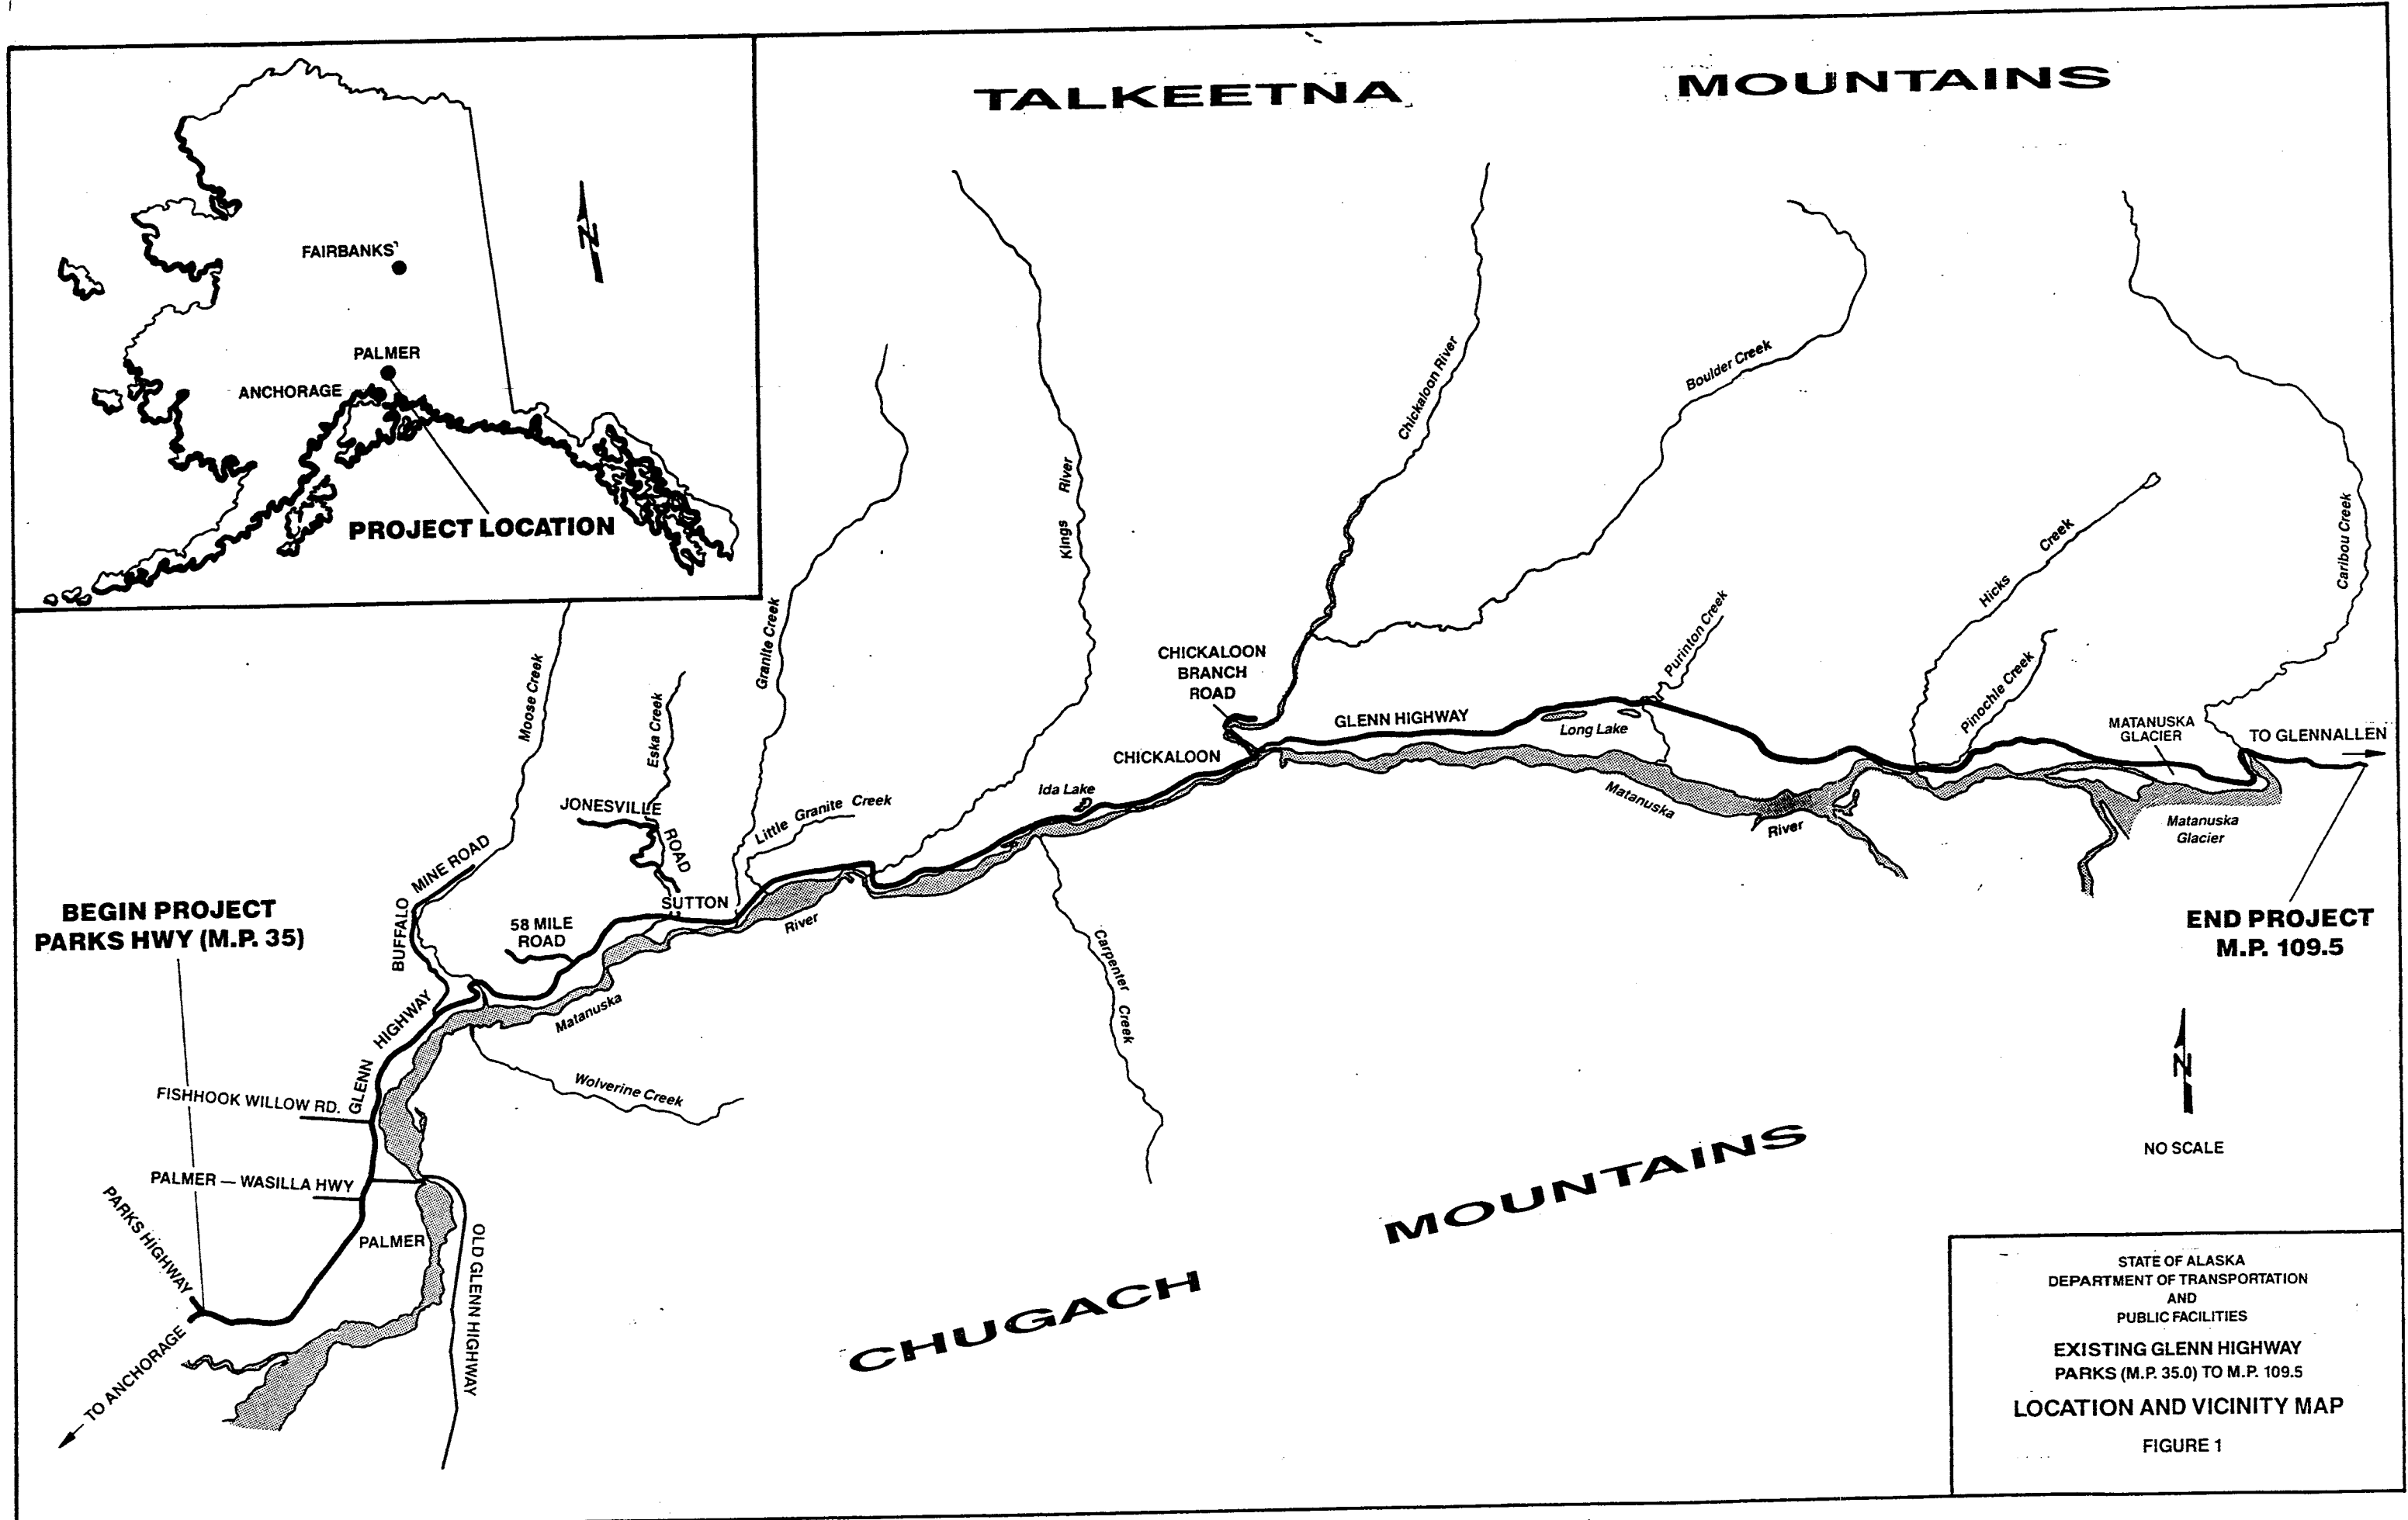 TALKEETNA MOUNTAINS
N
FAIRBANKS
PALMER
ANCHORAGE
PROJECT LOCATION
Moose Creek
Eska Creek
Granite Creek
Little Granite Creek
Kings River
Chickaloon River
Boulder Creek
Purinton Creek
Hicks Creek
Pinochle Creek
Caribou Creek
CHICKALOON
BRANCH
ROAD
GLENN HIGHWAY
Long Lake
CHICKALOON
Ida Lake
MATANUSKA
GLACIER
TO GLENNALLEN
Matanuska River
Matanuska
Glacier
JONESVILLE ROAD
SUTTON
58 MILE
ROAD
BUFFALO MINE ROAD
Matanuska River
Carpenter Creek
Wolverine Creek
BEGIN PROJECT
PARKS HWY (M.P. 35)
END PROJECT
M.P. 109.5
GLENN HIGHWAY
FISHHOOK WILLOW RD.
PALMER — WASILLA HWY
PALMER
PARKS HIGHWAY
OLD GLENN HIGHWAY
TO ANCHORAGE
CHUGACH MOUNTAINS
N
NO SCALE
STATE OF ALASKA
DEPARTMENT OF TRANSPORTATION
AND
PUBLIC FACILITIES
EXISTING GLENN HIGHWAY
PARKS (M.P. 35.0) TO M.P. 109.5
LOCATION AND VICINITY MAP
FIGURE 1